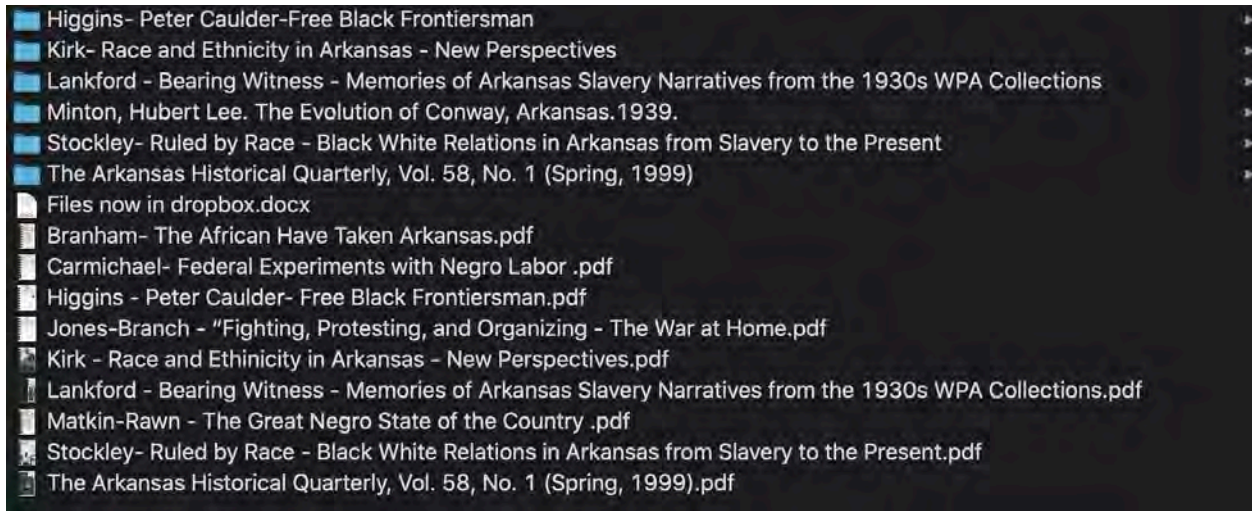 Higgins- Peter Caulder-Free Black Frontiersman
Kirk- Race and Ethnicity in Arkansas - New Perspectives
Lankford - Bearing Witness - Memories of Arkansas Slavery Narratives from the 1930s WPA Collections
Minton, Hubert Lee. The Evolution of Conway, Arkansas.1939.
Stockley- Ruled by Race - Black White Relations in Arkansas from Slavery to the Present
The Arkansas Historical Quarterly, Vol. 58, No. 1 (Spring, 1999)
Files now in dropbox.docx
Branham- The African Have Taken Arkansas.pdf
Carmichael- Federal Experiments with Negro Labor .pdf
Higgins - Peter Caulder- Free Black Frontiersman.pdf
Jones-Branch - “Fighting, Protesting, and Organizing - The War at Home.pdf
Kirk - Race and Ethinicity in Arkansas - New Perspectives.pdf
Lankford - Bearing Witness - Memories of Arkansas Slavery Narratives from the 1930s WPA Collections.pdf
Matkin-Rawn - The Great Negro State of the Country .pdf
Stockley- Ruled by Race - Black White Relations in Arkansas from Slavery to the Present.pdf
The Arkansas Historical Quarterly, Vol. 58, No. 1 (Spring, 1999).pdf